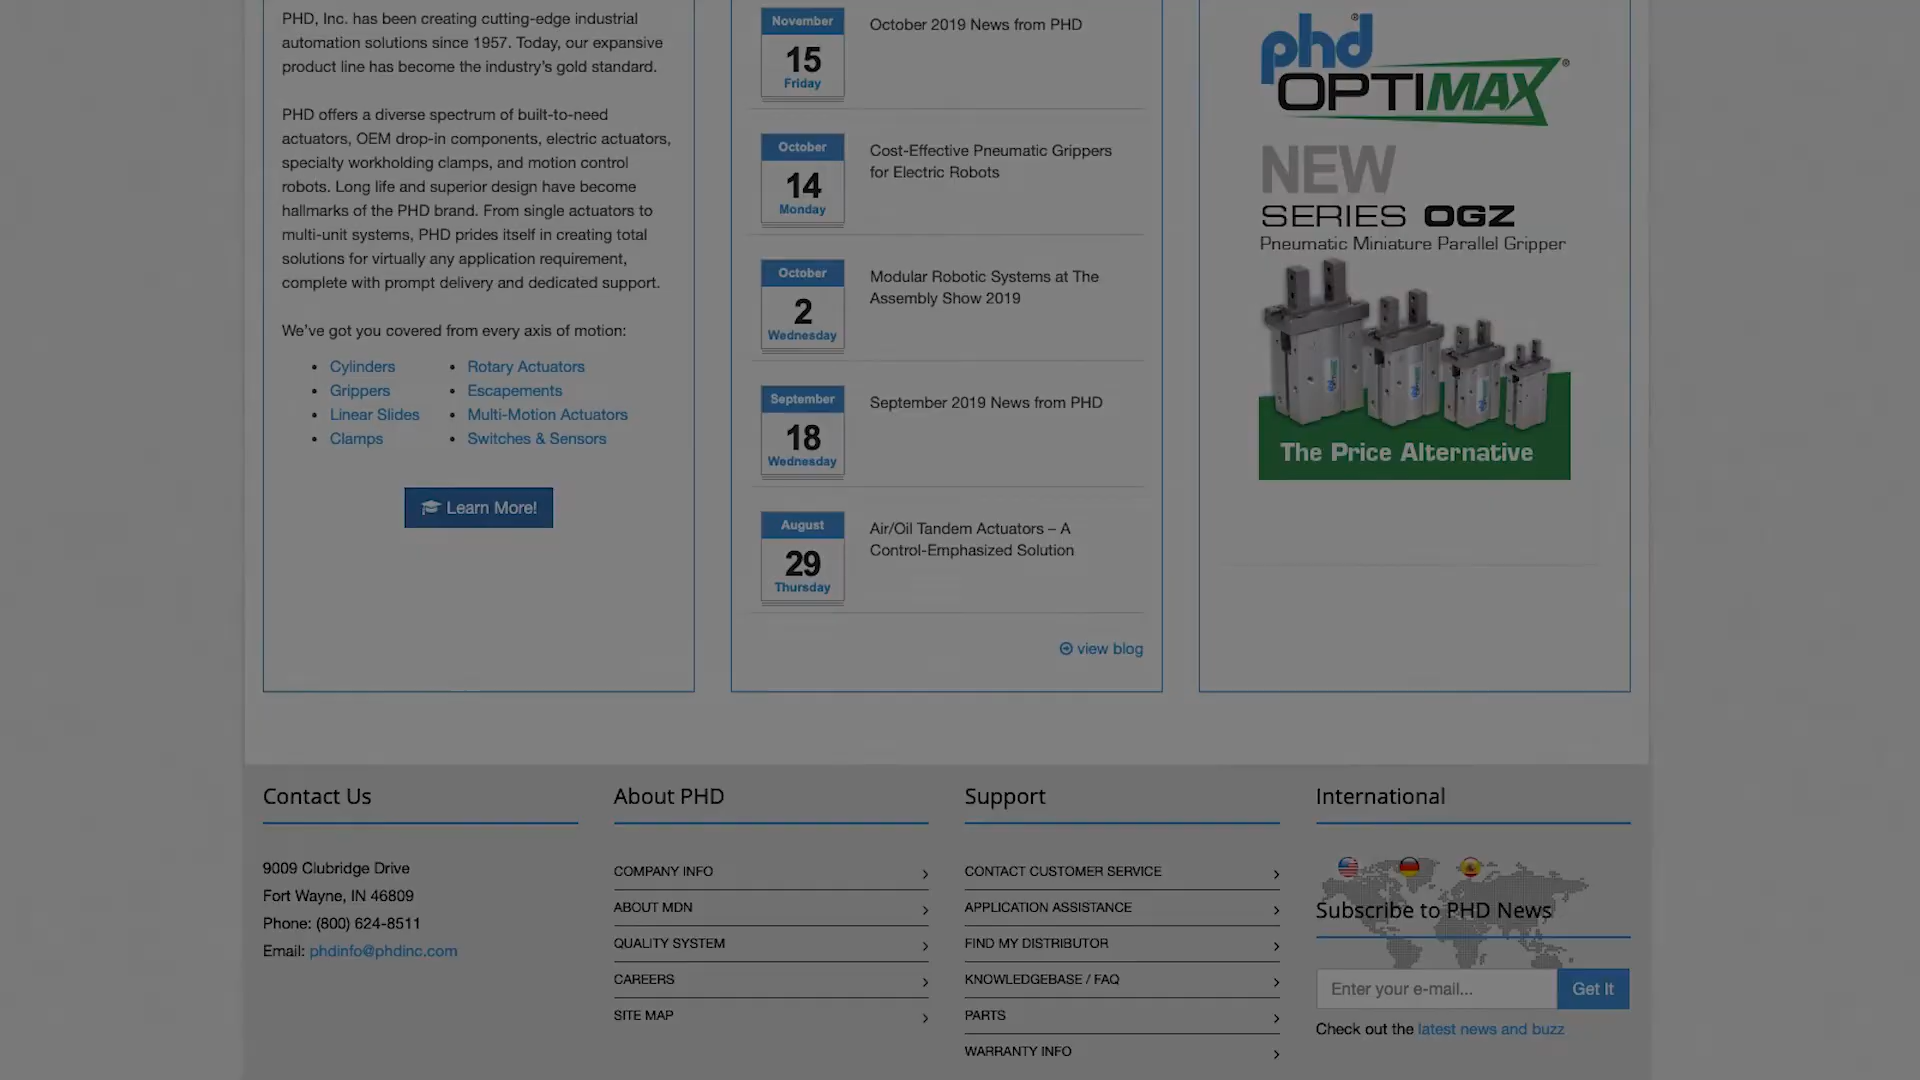 PHD, Inc. has been creating cutting-edge industrial
automation solutions since 1957. Today, our expansive
product line has become the industry's gold standard.
PHD offers a diverse spectrum of built-to-need
actuators, OEM drop-in components, electric actuators,
specialty workholding clamps, and motion control
robots. Long life and superior design have become
hallmarks of the PHD brand. From single actuators to
multi-unit systems, PHD prides itself in creating total
solutions for virtually any application requirement,
complete with prompt delivery and dedicated support.
We've got you covered from every axis of motion:
• Cylinders
• Grippers
• Linear Slides
• Clamps
• Rotary Actuators
• Escapements
• Multi-Motion Actuators
• Switches & Sensors
Learn More!
November
15
Friday
October 2019 News from PHD
October
14
Monday
Cost-Effective Pneumatic Grippers
for Electric Robots
October
2
Wednesday
Modular Robotic Systems at The
Assembly Show 2019
September
18
Wednesday
September 2019 News from PHD
August
29
Thursday
Air/Oil Tandem Actuators – A
Control-Emphasized Solution
view blog
phd®
OPTIMAX®
NEW
SERIES OGZ
Pneumatic Miniature Parallel Gripper
phd
phd
phd
The Price Alternative
Contact Us
9009 Clubridge Drive
Fort Wayne, IN 46809
Phone: (800) 624-8511
Email: phdinfo@phdinc.com
About PHD
COMPANY INFO
ABOUT MDN
QUALITY SYSTEM
CAREERS
SITE MAP
Support
CONTACT CUSTOMER SERVICE
APPLICATION ASSISTANCE
FIND MY DISTRIBUTOR
KNOWLEDGEBASE / FAQ
PARTS
WARRANTY INFO
International
Subscribe to PHD News
Enter your e-mail...
Get It
Check out the latest news and buzz